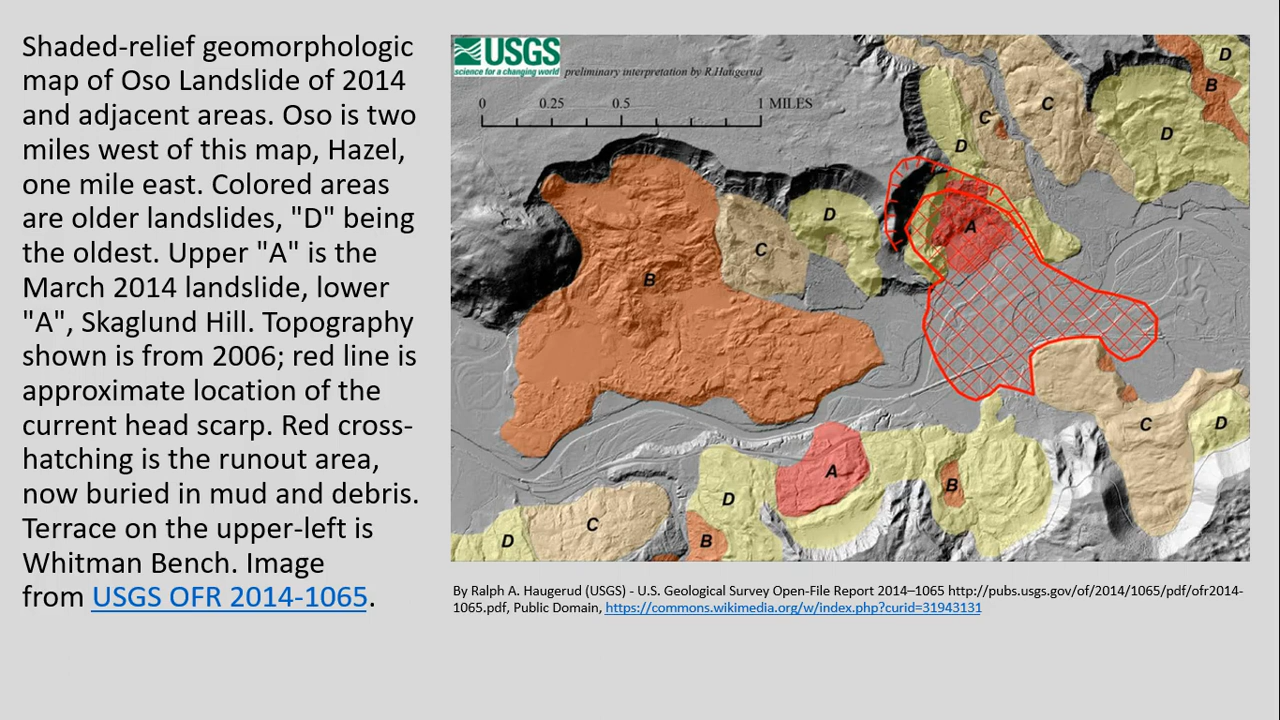 Shaded-relief geomorphologic
map of Oso Landslide of 2014
and adjacent areas. Oso is two
miles west of this map, Hazel,
one mile east. Colored areas
are older landslides, "D" being
the oldest. Upper "A" is the
March 2014 landslide, lower
"A", Skaglund Hill. Topography
shown is from 2006; red line is
approximate location of the
current head scarp. Red cross-
hatching is the runout area,
now buried in mud and debris.
Terrace on the upper-left is
Whitman Bench. Image
from USGS OFR 2014-1065.
USGS
science for a changing world
preliminary interpretation by R.Haugerud
0 0.25 0.5 1 MILES
D
B
C
C
D
D
D
A
C
B
C
D
A
B
D
C
B
D
By Ralph A. Haugerud (USGS) - U.S. Geological Survey Open-File Report 2014–1065 http://pubs.usgs.gov/of/2014/1065/pdf/ofr2014-
1065.pdf, Public Domain, https://commons.wikimedia.org/w/index.php?curid=31943131